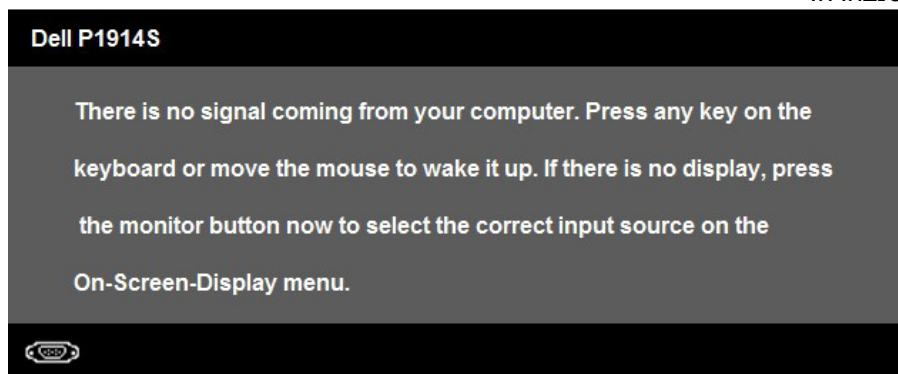 Dell P1914S
There is no signal coming from your computer. Press any key on the
keyboard or move the mouse to wake it up. If there is no display, press
the monitor button now to select the correct input source on the
On-Screen-Display menu.